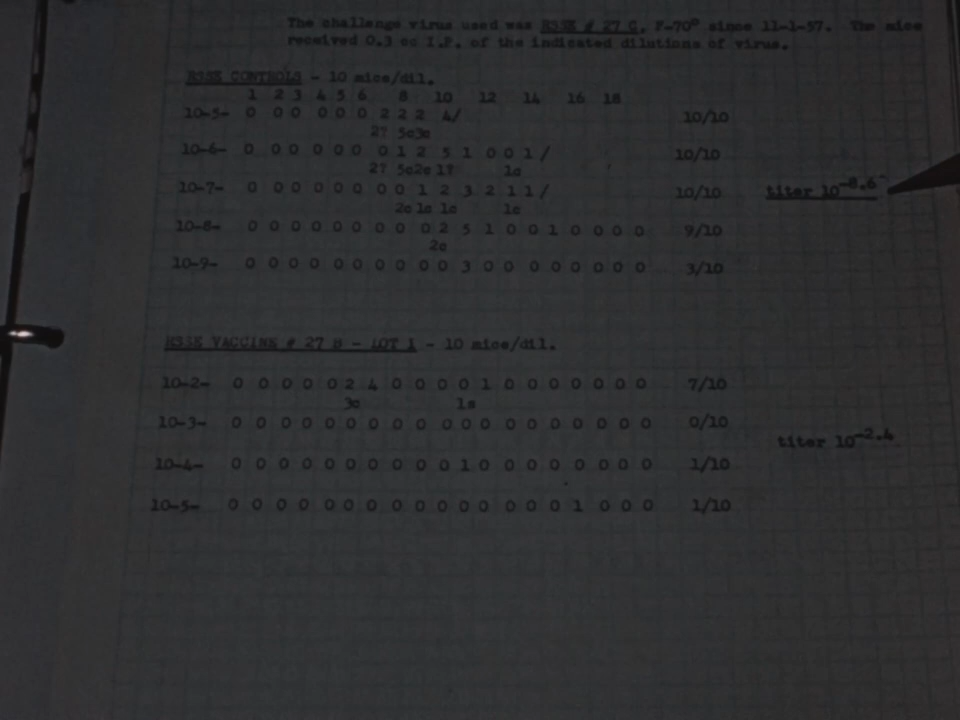 The challenge virus used was RSSE # 27 G, F-70° since 11-1-57. The mice
received 0.3 cc I.P. of the indicated dilutions of virus.
RSSE CONTROLS - 10 mice/dil.
1 2 3 4 5 6 8 10 12 14 16 18
10-5- 0 0 0 0 0 0 2 2 2 4/ 10/10
2? 5c3c
10-6- 0 0 0 0 0 0 0 1 2 5 1 0 0 1 / 10/10
2? 5c2c 1? 1c
10-7- 0 0 0 0 0 0 0 0 1 2 3 2 1 1 / 10/10 titer 10-8.6
2c 1c 1c 1c
10-8- 0 0 0 0 0 0 0 0 0 2 5 1 0 0 1 0 0 0 0 9/10
2c
10-9- 0 0 0 0 0 0 0 0 0 0 3 0 0 0 0 0 0 0 0 3/10
RSSE VACCINE # 27 B - LOT 1 - 10 mice/dil.
10-2- 0 0 0 0 0 2 4 0 0 0 0 1 0 0 0 0 0 0 0 7/10
3c 1s
10-3- 0 0 0 0 0 0 0 0 0 0 0 0 0 0 0 0 0 0 0 0/10
titer 10-2.4
10-4- 0 0 0 0 0 0 0 0 0 0 1 0 0 0 0 0 0 0 0 1/10
10-5- 0 0 0 0 0 0 0 0 0 0 0 0 0 0 0 1 0 0 0 1/10